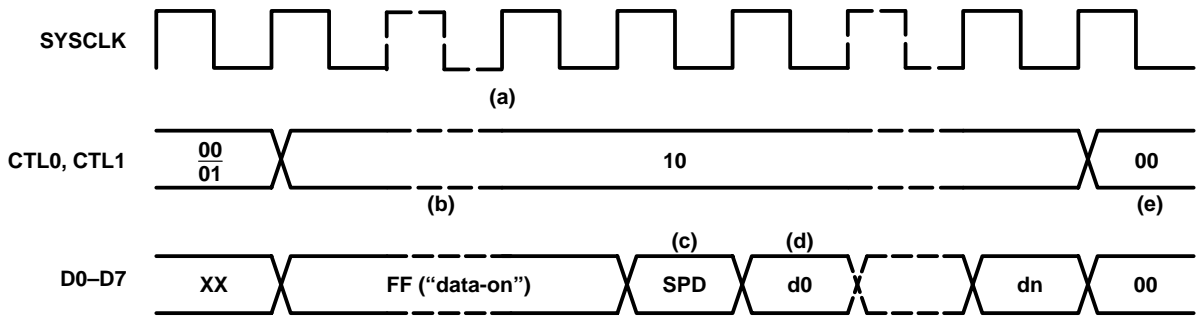 SYSCLK
(a)
CTL0, CTL1
00
01
10
00
(b)
(e)
(c)
(d)
D0–D7
XX
FF (“data-on”)
SPD
d0
dn
00